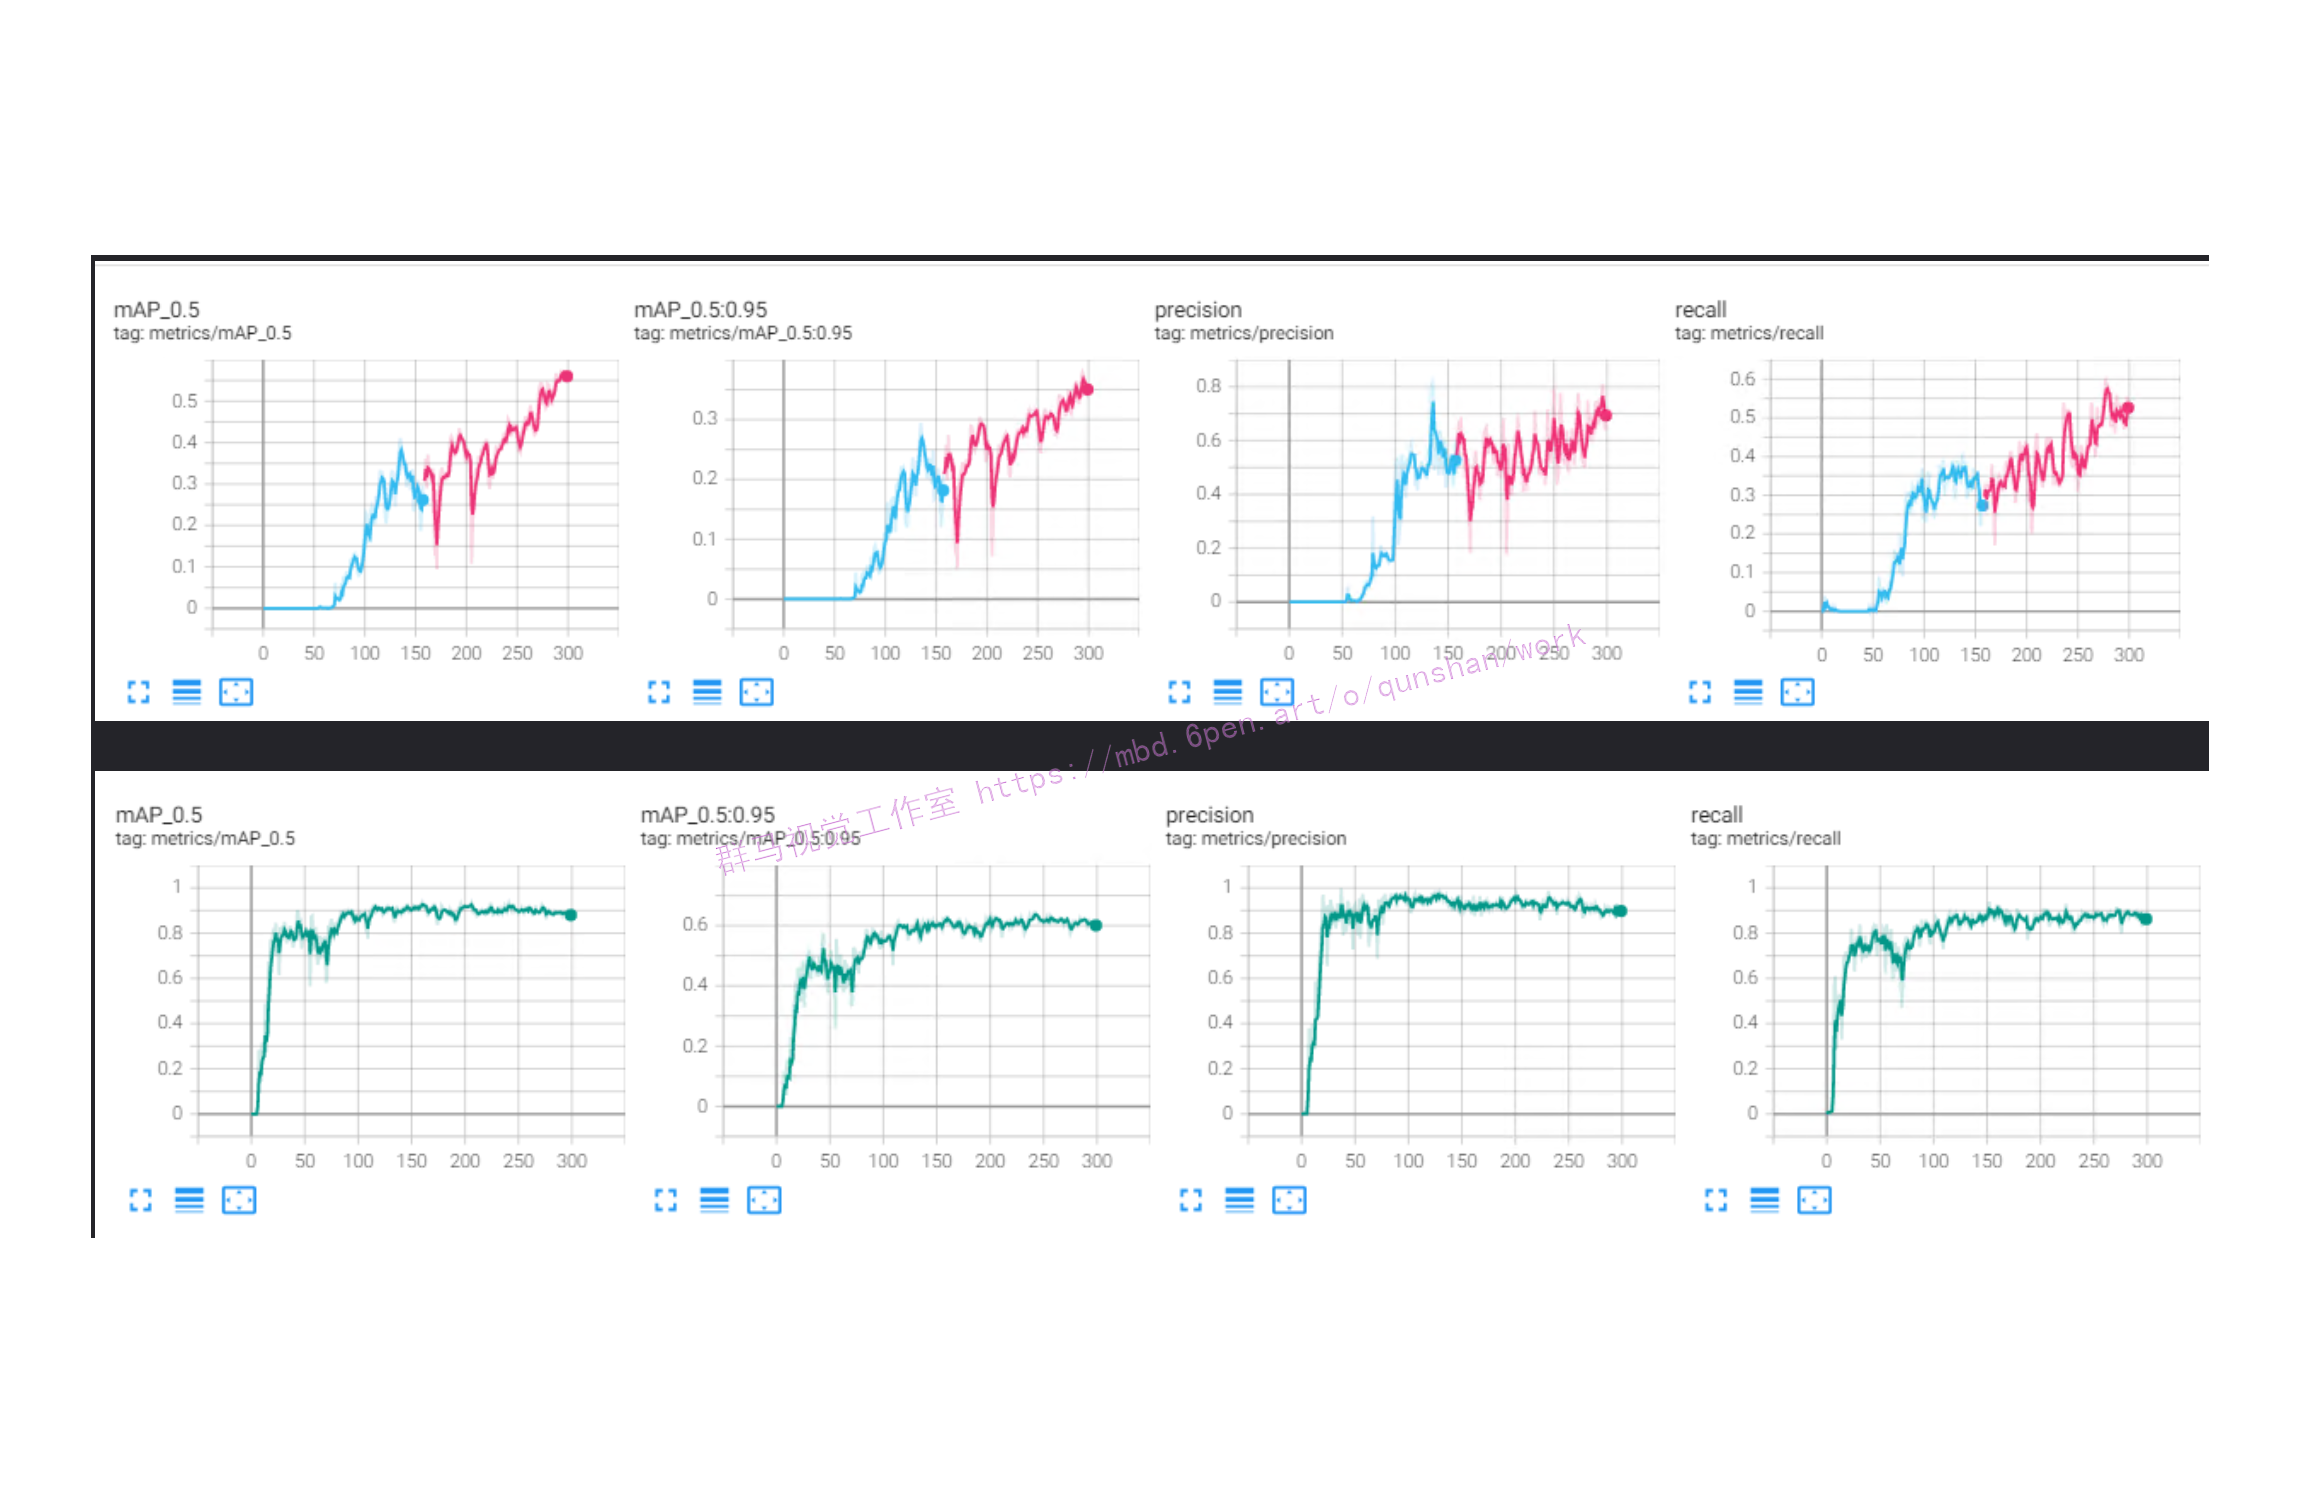 mAP_0.5
tag: metrics/mAP_0.5
0.5
0.4
0.3
0.2
0.1
0
0 50 100 150 200 250 300
mAP_0.5:0.95
tag: metrics/mAP_0.5:0.95
0.3
0.2
0.1
0
0 50 100 150 200 250 300
precision
tag: metrics/precision
0.8
0.6
0.4
0.2
0
0 50 100 150 200 250 300
recall
tag: metrics/recall
0.6
0.5
0.4
0.3
0.2
0.1
0
0 50 100 150 200 250 300
群马视觉工作室 https://mbd.6pen.art/o/qunshan/work
mAP_0.5
tag: metrics/mAP_0.5
1
0.8
0.6
0.4
0.2
0
0 50 100 150 200 250 300
mAP_0.5:0.95
tag: metrics/mAP_0.5:0.95
0.6
0.4
0.2
0
0 50 100 150 200 250 300
precision
tag: metrics/precision
1
0.8
0.6
0.4
0.2
0
0 50 100 150 200 250 300
recall
tag: metrics/recall
1
0.8
0.6
0.4
0.2
0
0 50 100 150 200 250 300